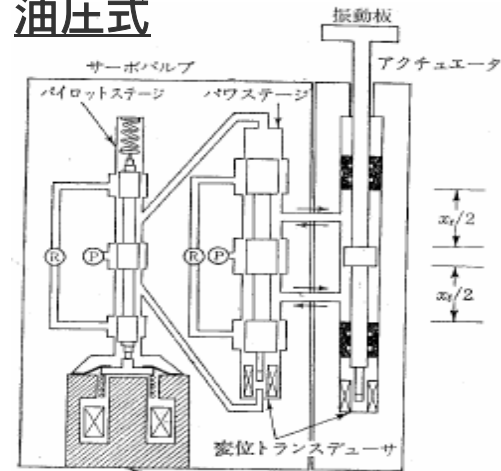 油圧式
振動板
サーボバルブ
アクチュエータ
パイロットステージ
パワステージ
R
P
R
P
xt/2
xt/2
変位トランスデューサ